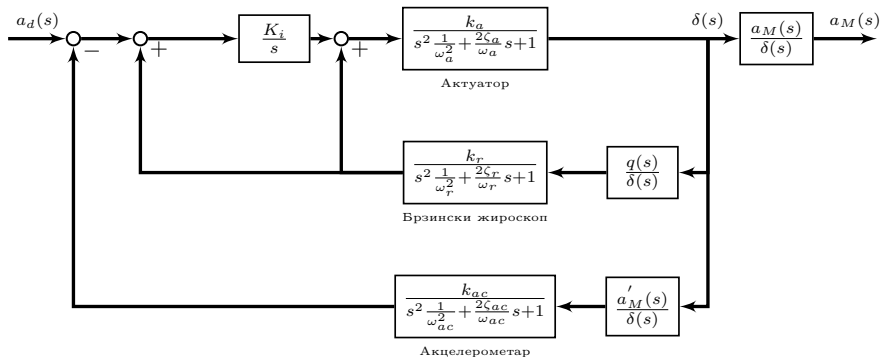 a_d(s)
−
+
K_i / s
+
k_a / (s² 1/ω_a² + 2ζ_a/ω_a s+1)
Актуатор
δ(s)
a_M(s) / δ(s)
a_M(s)
k_r / (s² 1/ω_r² + 2ζ_r/ω_r s+1)
Брзински жироскоп
q(s) / δ(s)
k_ac / (s² 1/ω_ac² + 2ζ_ac/ω_ac s+1)
Акцелерометар
a'_M(s) / δ(s)